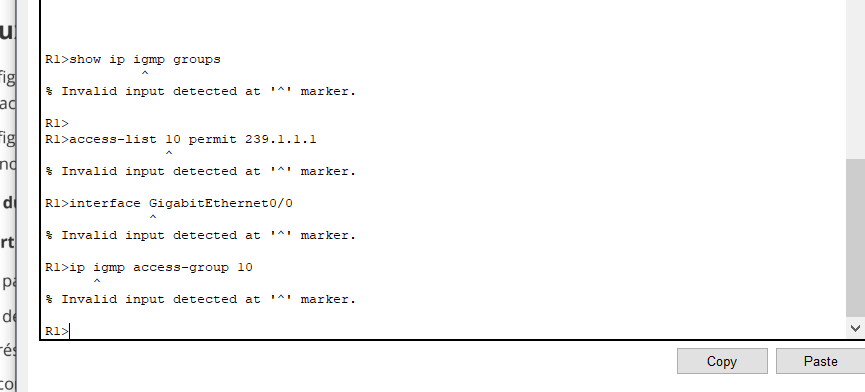 R1>show ip igmp groups
^
% Invalid input detected at '^' marker.
R1>
R1>access-list 10 permit 239.1.1.1
^
% Invalid input detected at '^' marker.
R1>interface GigabitEthernet0/0
^
% Invalid input detected at '^' marker.
R1>ip igmp access-group 10
^
% Invalid input detected at '^' marker.
R1>
Copy
Paste